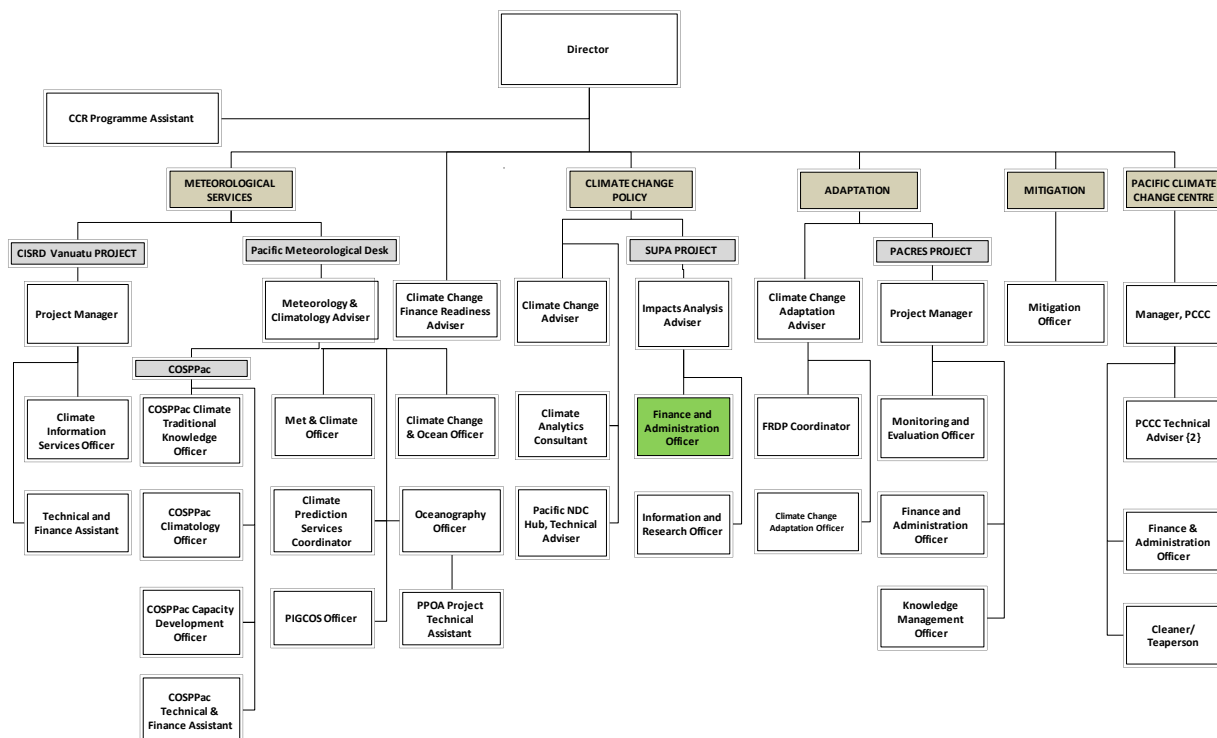 Director
CCR Programme Assistant
METEOROLOGICAL
SERVICES
CLIMATE CHANGE
POLICY
ADAPTATION
MITIGATION
PACIFIC CLIMATE
CHANGE CENTRE
CISRD Vanuatu PROJECT
Pacific Meteorological Desk
SUPA PROJECT
PACRES PROJECT
Project Manager
Meteorology &
Climatology Adviser
Climate Change
Finance Readiness
Adviser
Climate Change
Adviser
Impacts Analysis
Adviser
Climate Change
Adaptation
Adviser
Project Manager
Mitigation
Officer
Manager, PCCC
COSPPac
Climate
Information
Services Officer
COSPPac Climate
Traditional
Knowledge
Officer
Met & Climate
Officer
Climate Change
& Ocean Officer
Climate
Analytics
Consultant
Finance and
Administration
Officer
FRDP Coordinator
Monitoring and
Evaluation Officer
PCCC Technical
Adviser {2}
Technical and
Finance Assistant
COSPPac
Climatology
Officer
Climate
Prediction
Services
Coordinator
Oceanography
Officer
Pacific NDC
Hub, Technical
Adviser
Information and
Research Officer
Climate Change
Adaptation Officer
Finance and
Administration
Officer
Finance &
Administration
Officer
COSPPac Capacity
Development
Officer
PIGCOS Officer
PPOA Project
Technical
Assistant
Knowledge
Management
Officer
Cleaner/
Teaperson
COSPPac
Technical &
Finance Assistant